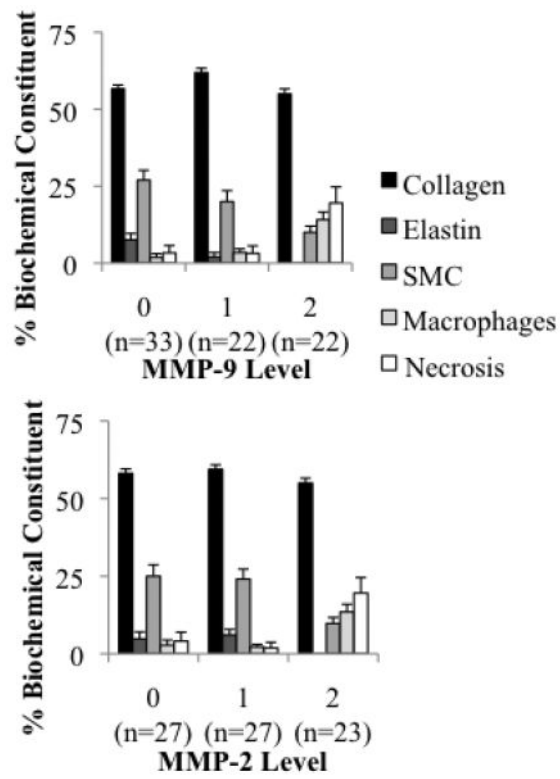 % Biochemical Constituent
75
50
25
0
0 1 2
(n=33) (n=22) (n=22)
MMP-9 Level
Collagen
Elastin
SMC
Macrophages
Necrosis
% Biochemical Constituent
75
50
25
0
0 1 2
(n=27) (n=27) (n=23)
MMP-2 Level